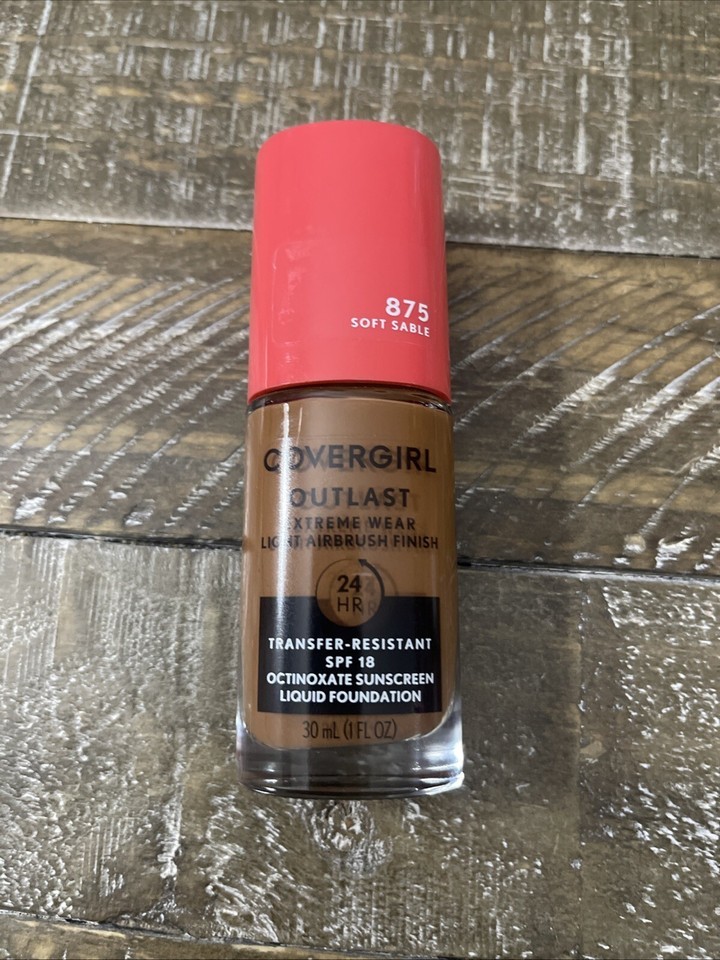 875
SOFT SABLE
COVERGIRL
OUTLAST
EXTREME WEAR
LIGHT AIRBRUSH FINISH
24
HR
TRANSFER-RESISTANT
SPF 18
OCTINOXATE SUNSCREEN
LIQUID FOUNDATION
30 mL (1 FL OZ)